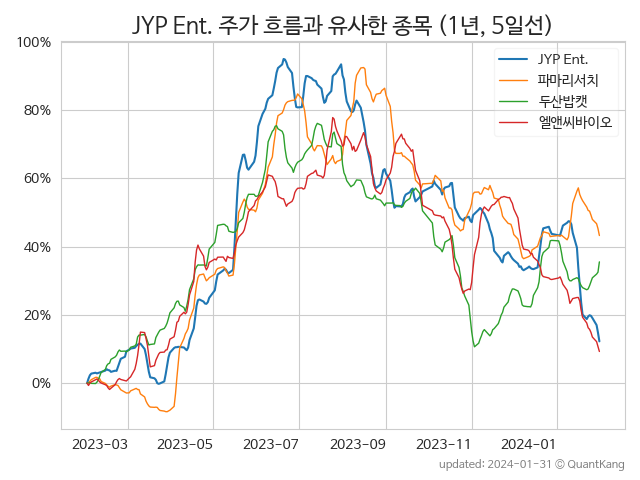 JYP Ent. 주가 흐름과 유사한 종목 (1년, 5일선)
100%
80%
60%
40%
20%
0%
JYP Ent.
파마리서치
두산밥캣
엘앤씨바이오
2023-03
2023-05
2023-07
2023-09
2023-11
2024-01
updated: 2024-01-31 © QuantKang